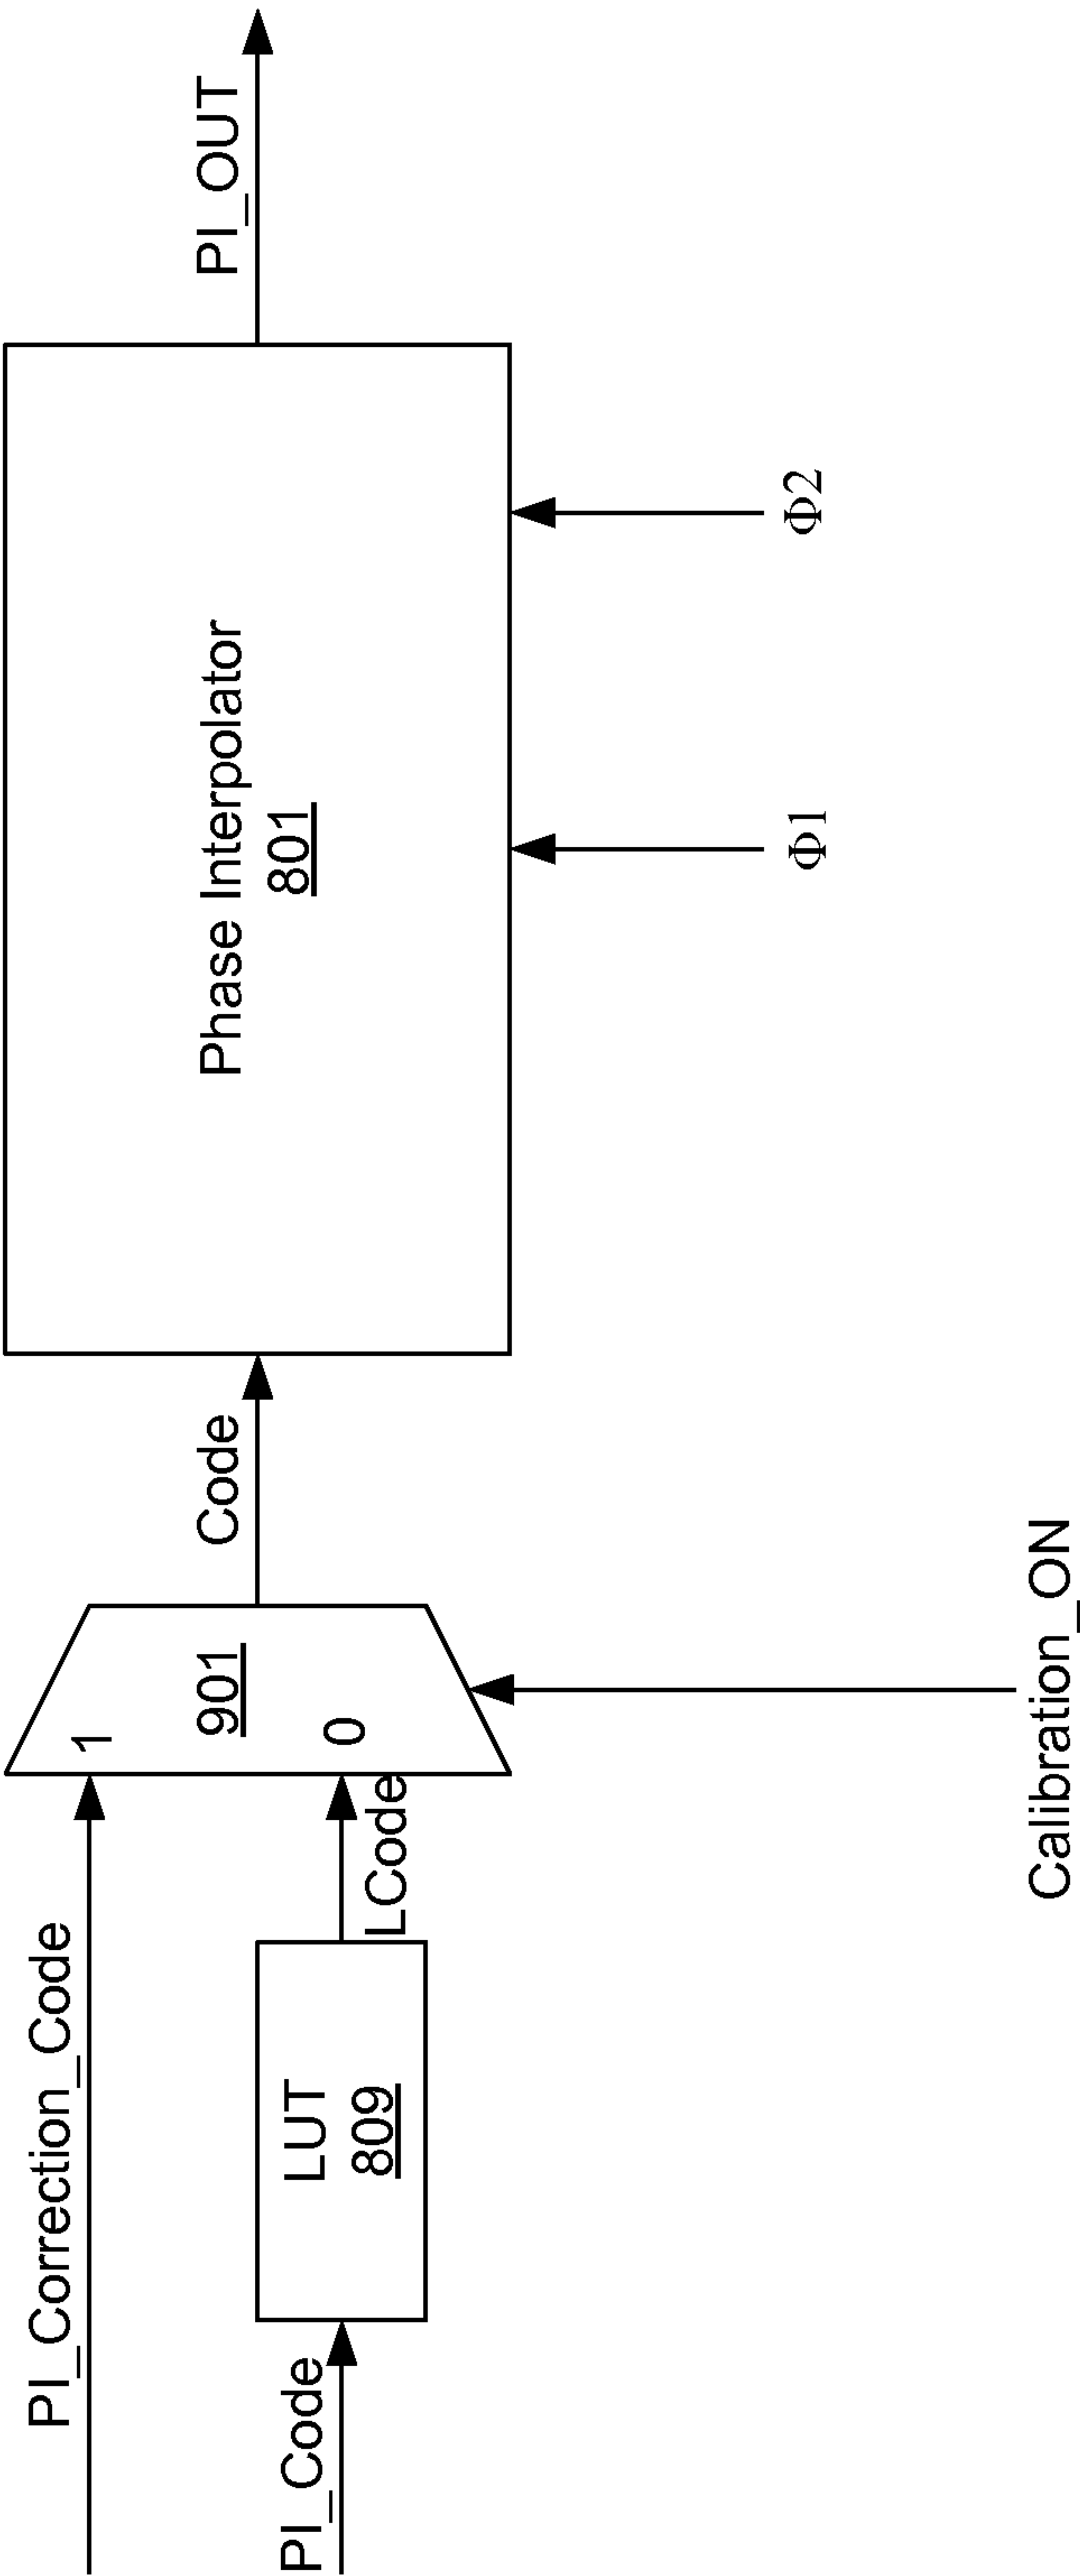 PI_Correction_Code
PI_Code
LUT
809
LCode
1
901
0
Calibration_ON
Code
Phase Interpolator
801
Φ1
Φ2
PI_OUT